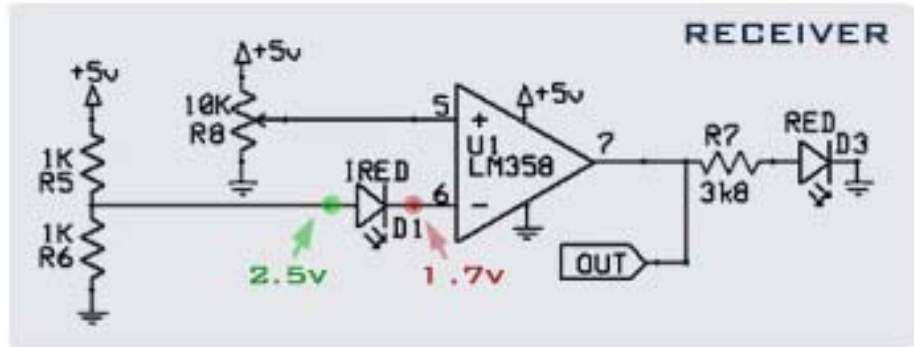 RECEIVER
+5v
+5v
10K
R8
1K
R5
1K
R6
IRED
D1
2.5v
1.7v
5
+
6
-
U1
LM358
+5v
7
R7
3k8
RED
D3
OUT